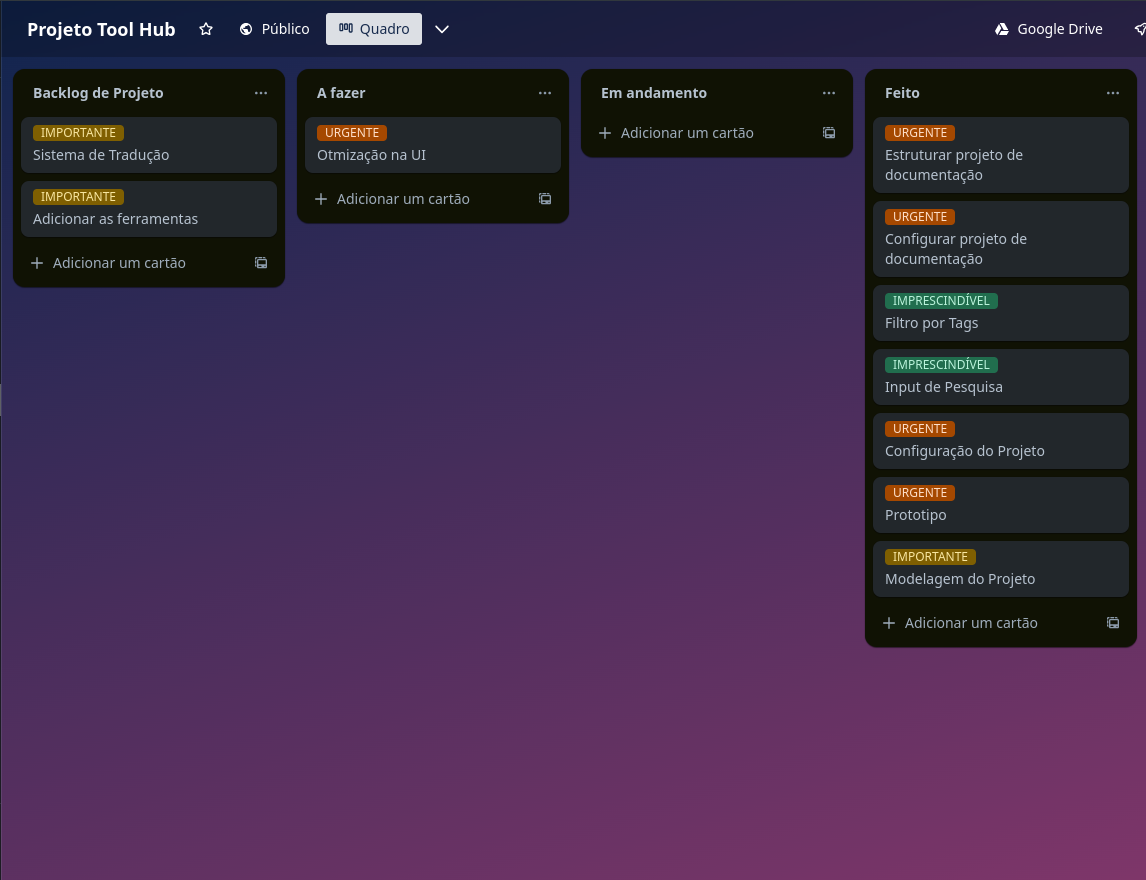 Projeto Tool Hub
Público
Quadro
Google Drive
Backlog de Projeto
IMPORTANTE
Sistema de Tradução
IMPORTANTE
Adicionar as ferramentas
Adicionar um cartão
A fazer
URGENTE
Otmização na UI
Adicionar um cartão
Em andamento
Adicionar um cartão
Feito
URGENTE
Estruturar projeto de
documentação
URGENTE
Configurar projeto de
documentação
IMPRESCINDÍVEL
Filtro por Tags
IMPRESCINDÍVEL
Input de Pesquisa
URGENTE
Configuração do Projeto
URGENTE
Prototipo
IMPORTANTE
Modelagem do Projeto
Adicionar um cartão